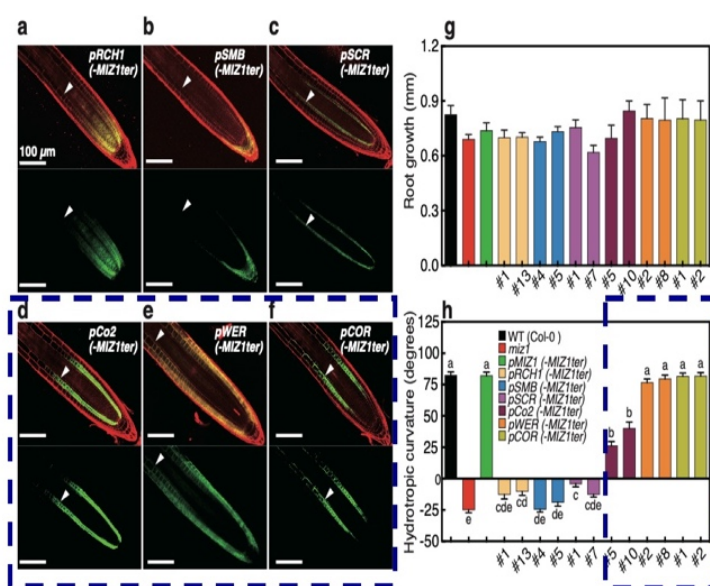 a
b
c
g
pRCH1
(-MIZ1ter)
pSMB
(-MIZ1ter)
pSCR
(-MIZ1ter)
100 µm
Root growth (mm)
1.2
0.9
0.6
0.3
0.0
#1
#13
#4
#5
#1
#7
#5
#10
#2
#8
#1
#2
d
e
f
h
pCo2
(-MIZ1ter)
pWER
(-MIZ1ter)
pCOR
(-MIZ1ter)
Hydrotropic curvature (degrees)
125
100
75
50
25
0
-25
-50
WT (Col-0 )
miz1
pMIZ1 (-MIZ1ter)
pRCH1 (-MIZ1ter)
pSMB (-MIZ1ter)
pSCR (-MIZ1ter)
pCo2 (-MIZ1ter)
pWER (-MIZ1ter)
pCOR (-MIZ1ter)
a
a
b
b
a
a
a
a
e
cde
cd
de
de
c
cde
#1
#13
#4
#5
#1
#7
#5
#10
#2
#8
#1
#2